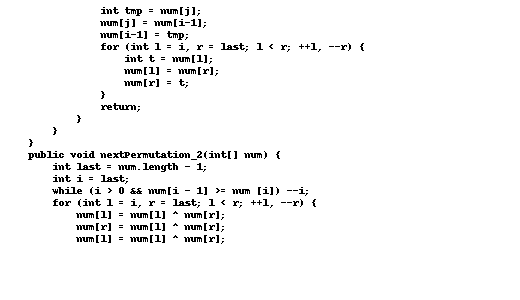 int tmp = num[j];
num[j] = num[i-1];
num[i-1] = tmp;
for (int l = i, r = last; l < r; ++l, --r) {
int t = num[l];
num[l] = num[r];
num[r] = t;
}
return;
}
}
}
public void nextPermutation_2(int[] num) {
int last = num.length - 1;
int i = last;
while (i > 0 && num[i - 1] >= num [i]) --i;
for (int l = i, r = last; l < r; ++l, --r) {
num[l] = num[l] ^ num[r];
num[r] = num[l] ^ num[r];
num[l] = num[l] ^ num[r];